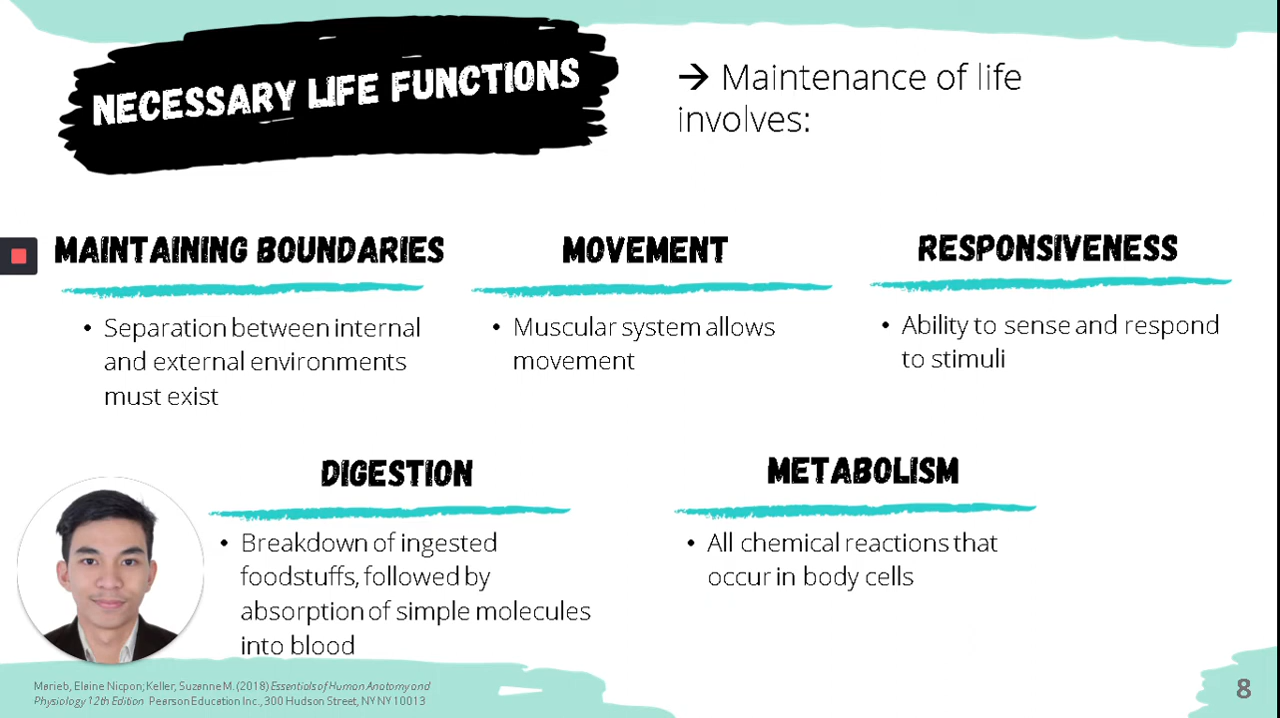 NECESSARY LIFE FUNCTIONS
→ Maintenance of life
involves:
MAINTAINING BOUNDARIES
• Separation between internal
and external environments
must exist
MOVEMENT
• Muscular system allows
movement
RESPONSIVENESS
• Ability to sense and respond
to stimuli
DIGESTION
• Breakdown of ingested
foodstuffs, followed by
absorption of simple molecules
into blood
METABOLISM
• All chemical reactions that
occur in body cells
Marieb, Elaine Nicpon; Keller, Suzanne M. (2018) Essentials of Human Anatomy and
Physiology 12th Edition Pearson Education Inc., 300 Hudson Street, NY NY 10013
8